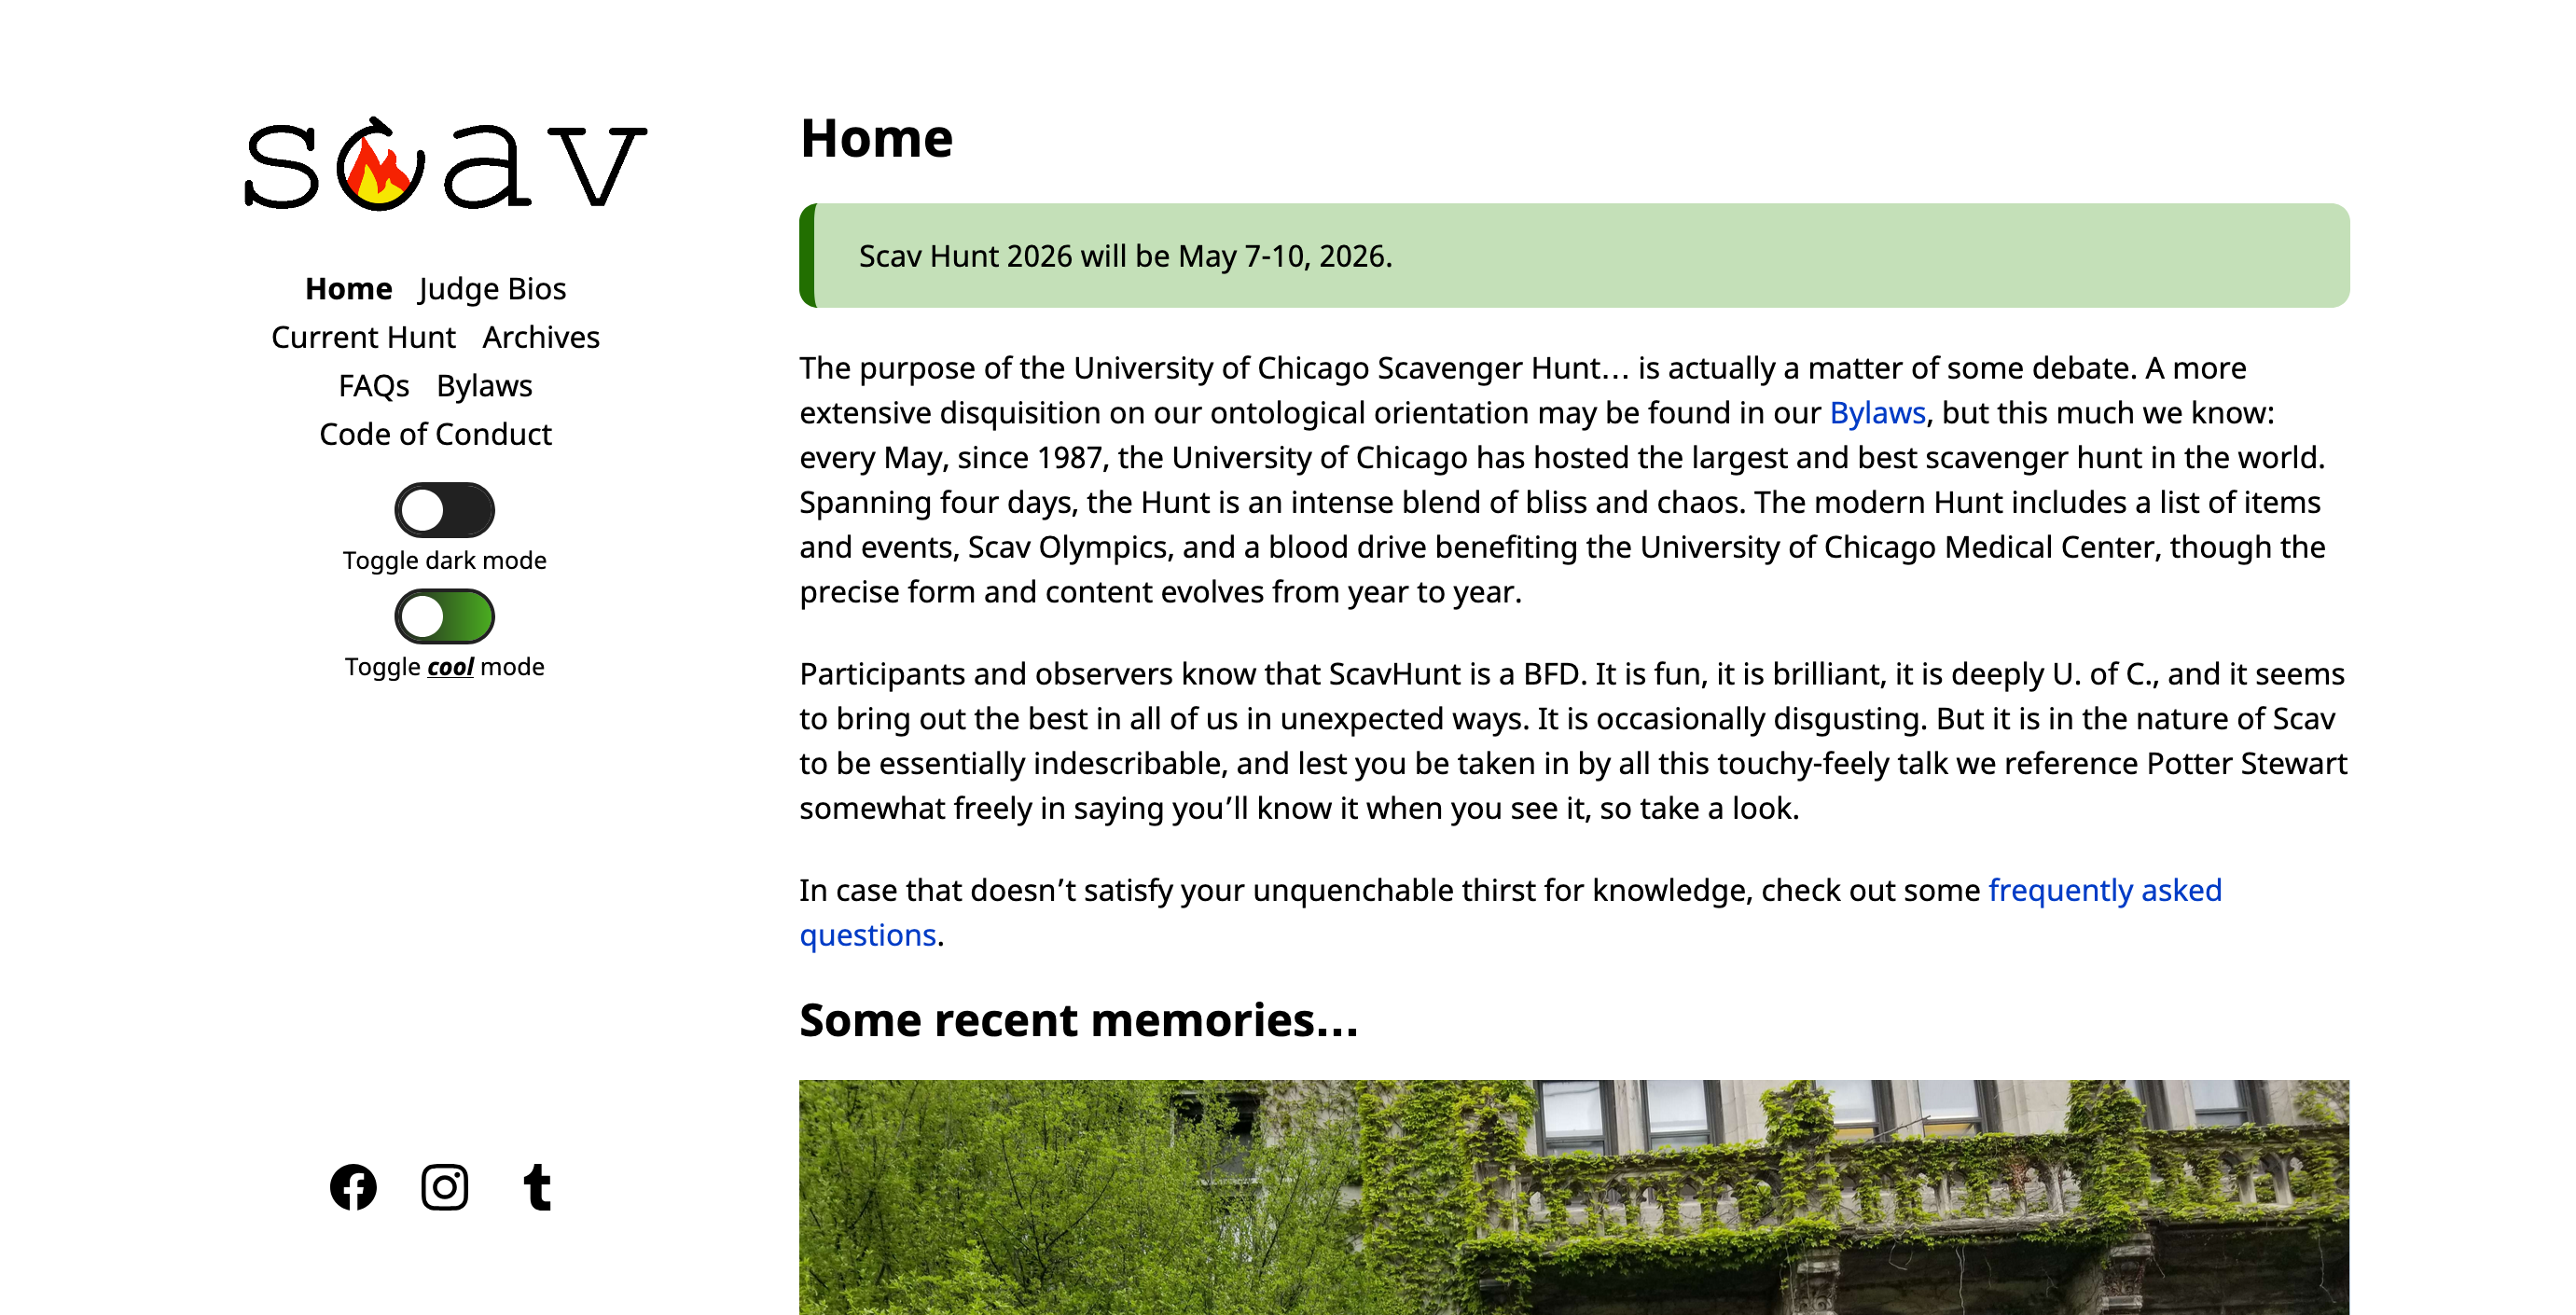 scav
Home Judge Bios
Current Hunt Archives
FAQs Bylaws
Code of Conduct
Toggle dark mode
Toggle cool mode
Home
Scav Hunt 2026 will be May 7-10, 2026.
The purpose of the University of Chicago Scavenger Hunt… is actually a matter of some debate. A more
extensive disquisition on our ontological orientation may be found in our Bylaws, but this much we know:
every May, since 1987, the University of Chicago has hosted the largest and best scavenger hunt in the world.
Spanning four days, the Hunt is an intense blend of bliss and chaos. The modern Hunt includes a list of items
and events, Scav Olympics, and a blood drive benefiting the University of Chicago Medical Center, though the
precise form and content evolves from year to year.
Participants and observers know that ScavHunt is a BFD. It is fun, it is brilliant, it is deeply U. of C., and it seems
to bring out the best in all of us in unexpected ways. It is occasionally disgusting. But it is in the nature of Scav
to be essentially indescribable, and lest you be taken in by all this touchy-feely talk we reference Potter Stewart
somewhat freely in saying you’ll know it when you see it, so take a look.
In case that doesn’t satisfy your unquenchable thirst for knowledge, check out some frequently asked
questions.
Some recent memories…